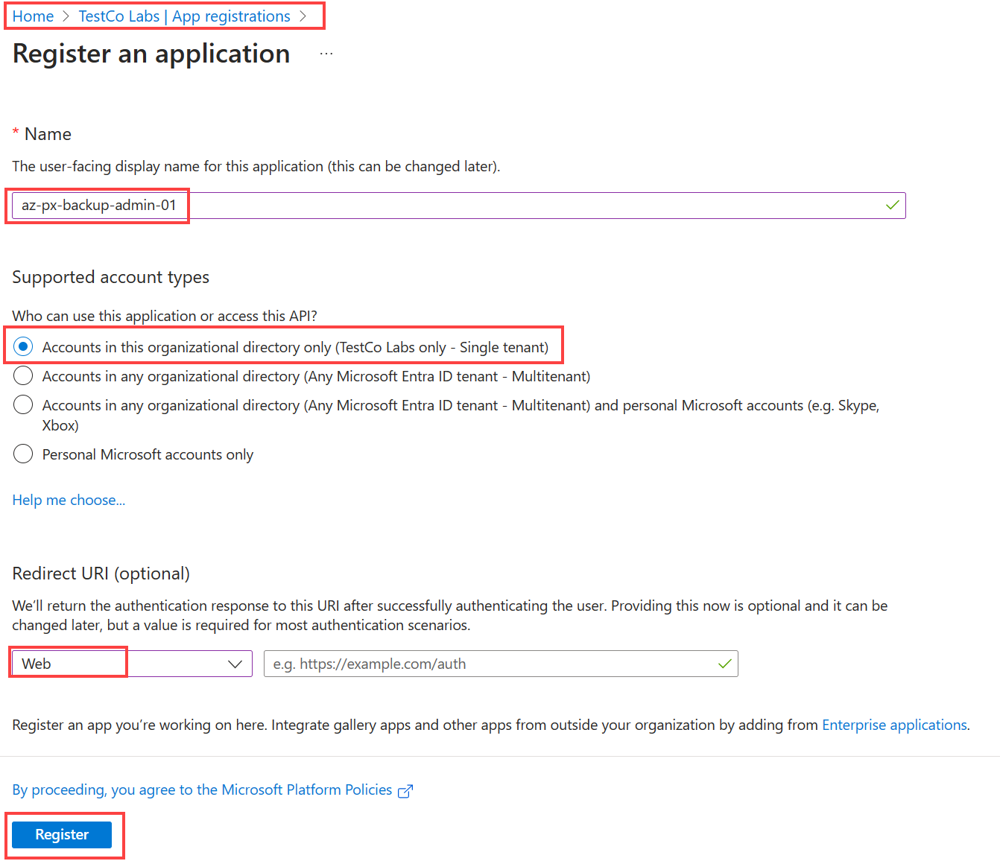 Home > TestCo Labs | App registrations >
Register an application ...
* Name
The user-facing display name for this application (this can be changed later).
az-px-backup-admin-01
Supported account types
Who can use this application or access this API?
Accounts in this organizational directory only (TestCo Labs only - Single tenant)
Accounts in any organizational directory (Any Microsoft Entra ID tenant - Multitenant)
Accounts in any organizational directory (Any Microsoft Entra ID tenant - Multitenant) and personal Microsoft accounts (e.g. Skype,
Xbox)
Personal Microsoft accounts only
Help me choose...
Redirect URI (optional)
We’ll return the authentication response to this URI after successfully authenticating the user. Providing this now is optional and it can be
changed later, but a value is required for most authentication scenarios.
Web e.g. https://example.com/auth
Register an app you’re working on here. Integrate gallery apps and other apps from outside your organization by adding from Enterprise applications.
By proceeding, you agree to the Microsoft Platform Policies
Register